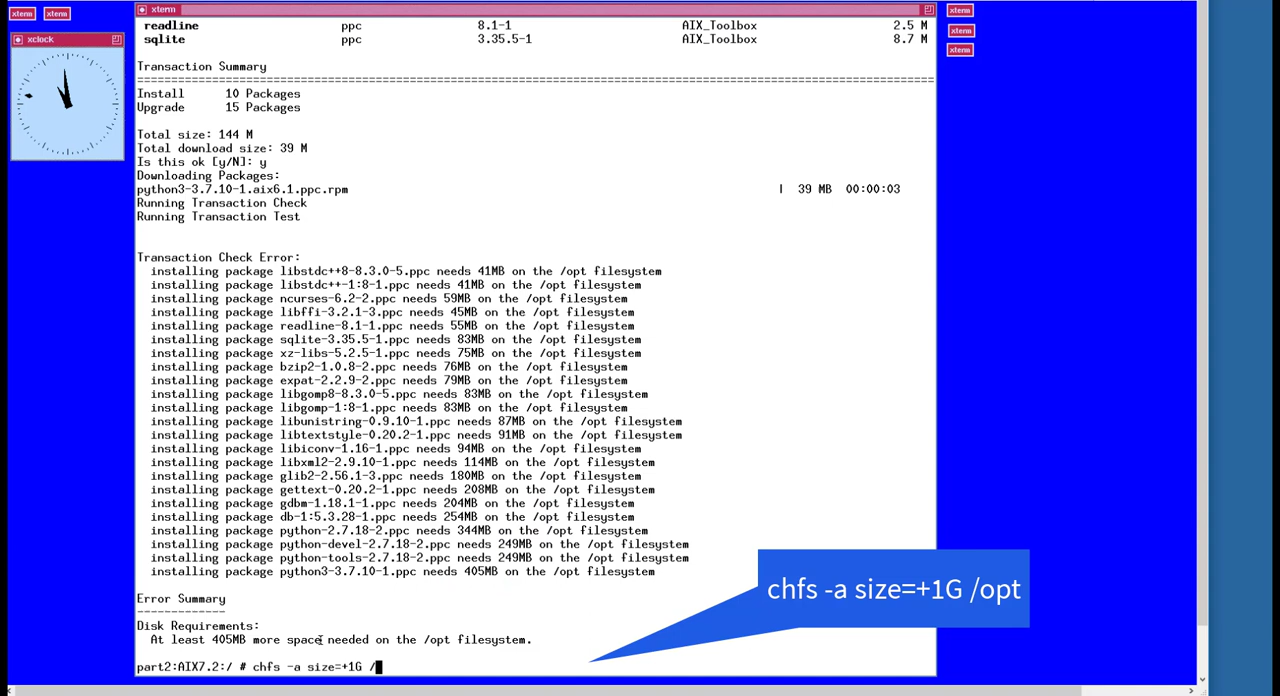 xterm
xterm
xclock
xterm
xterm
xterm
xterm
readline ppc 8.1-1 AIX_Toolbox 2.5 M
sqlite ppc 3.35.5-1 AIX_Toolbox 8.7 M
Transaction Summary
================================================================================
Install 10 Packages
Upgrade 15 Packages
Total size: 144 M
Total download size: 39 M
Is this ok [y/N]: y
Downloading Packages:
python3-3.7.10-1.aix6.1.ppc.rpm | 39 MB 00:00:03
Running Transaction Check
Running Transaction Test
Transaction Check Error:
installing package libstdc++8-8.3.0-5.ppc needs 41MB on the /opt filesystem
installing package libstdc++-1:8-1.ppc needs 41MB on the /opt filesystem
installing package ncurses-6.2-2.ppc needs 59MB on the /opt filesystem
installing package libffi-3.2.1-3.ppc needs 45MB on the /opt filesystem
installing package readline-8.1-1.ppc needs 55MB on the /opt filesystem
installing package sqlite-3.35.5-1.ppc needs 83MB on the /opt filesystem
installing package xz-libs-5.2.5-1.ppc needs 75MB on the /opt filesystem
installing package bzip2-1.0.8-2.ppc needs 76MB on the /opt filesystem
installing package expat-2.2.9-2.ppc needs 79MB on the /opt filesystem
installing package libgomp8-8.3.0-5.ppc needs 83MB on the /opt filesystem
installing package libgomp-1:8-1.ppc needs 83MB on the /opt filesystem
installing package libunistring-0.9.10-1.ppc needs 87MB on the /opt filesystem
installing package libtextstyle-0.20.2-1.ppc needs 91MB on the /opt filesystem
installing package libiconv-1.16-1.ppc needs 94MB on the /opt filesystem
installing package libxml2-2.9.10-1.ppc needs 114MB on the /opt filesystem
installing package glib2-2.56.1-3.ppc needs 180MB on the /opt filesystem
installing package gettext-0.20.2-1.ppc needs 208MB on the /opt filesystem
installing package gdbm-1.18.1-1.ppc needs 204MB on the /opt filesystem
installing package db-1:5.3.28-1.ppc needs 254MB on the /opt filesystem
installing package python-2.7.18-2.ppc needs 344MB on the /opt filesystem
installing package python-devel-2.7.18-2.ppc needs 249MB on the /opt filesystem
installing package python-tools-2.7.18-2.ppc needs 249MB on the /opt filesystem
installing package python3-3.7.10-1.ppc needs 405MB on the /opt filesystem
chfs -a size=+1G /opt
Error Summary
-------------
Disk Requirements:
At least 405MB more space needed on the /opt filesystem.
part2:AIX7.2:/ # chfs -a size=+1G /